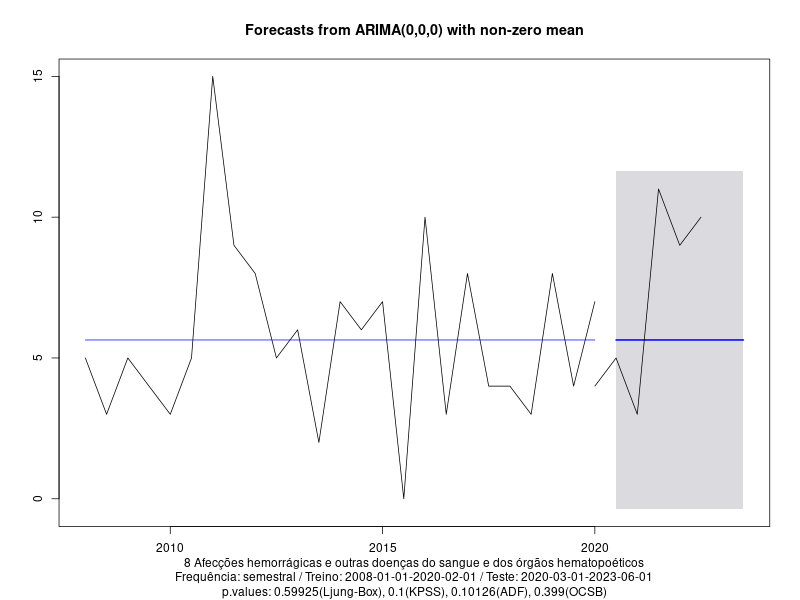 Forecasts from ARIMA(0,0,0) with non-zero mean
15
10
5
0
2010 2015 2020
8 Afecções hemorrágicas e outras doenças do sangue e dos órgãos hematopoéticos
Frequência: semestral / Treino: 2008-01-01-2020-02-01 / Teste: 2020-03-01-2023-06-01
p.values: 0.59925(Ljung-Box), 0.1(KPSS), 0.10126(ADF), 0.399(OCSB)